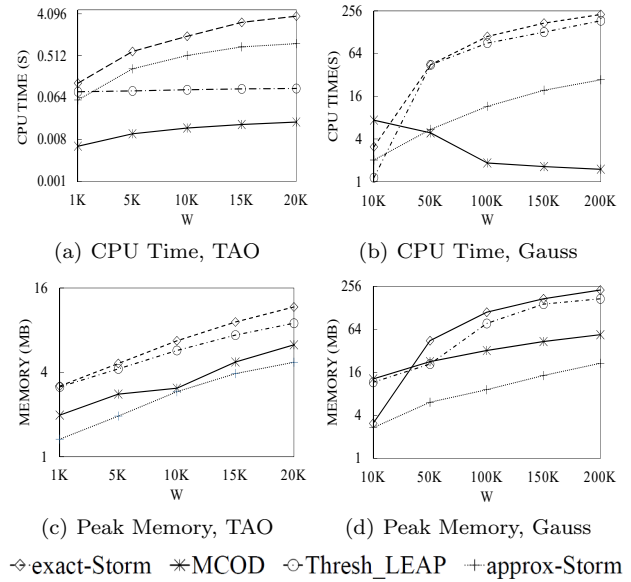 4.096
0.512
0.064
0.008
0.001
CPU TIME (S)
1K 5K 10K 15K 20K
W
(a) CPU Time, TAO
256
64
16
4
1
CPU TIME(S)
10K 50K 100K 150K 200K
W
(b) CPU Time, Gauss
16
4
1
MEMORY (MB)
1K 5K 10K 15K 20K
W
(c) Peak Memory, TAO
256
64
16
4
1
MEMORY (MB)
10K 50K 100K 150K 200K
W
(d) Peak Memory, Gauss
exact-Storm MCOD Thresh_LEAP approx-Storm